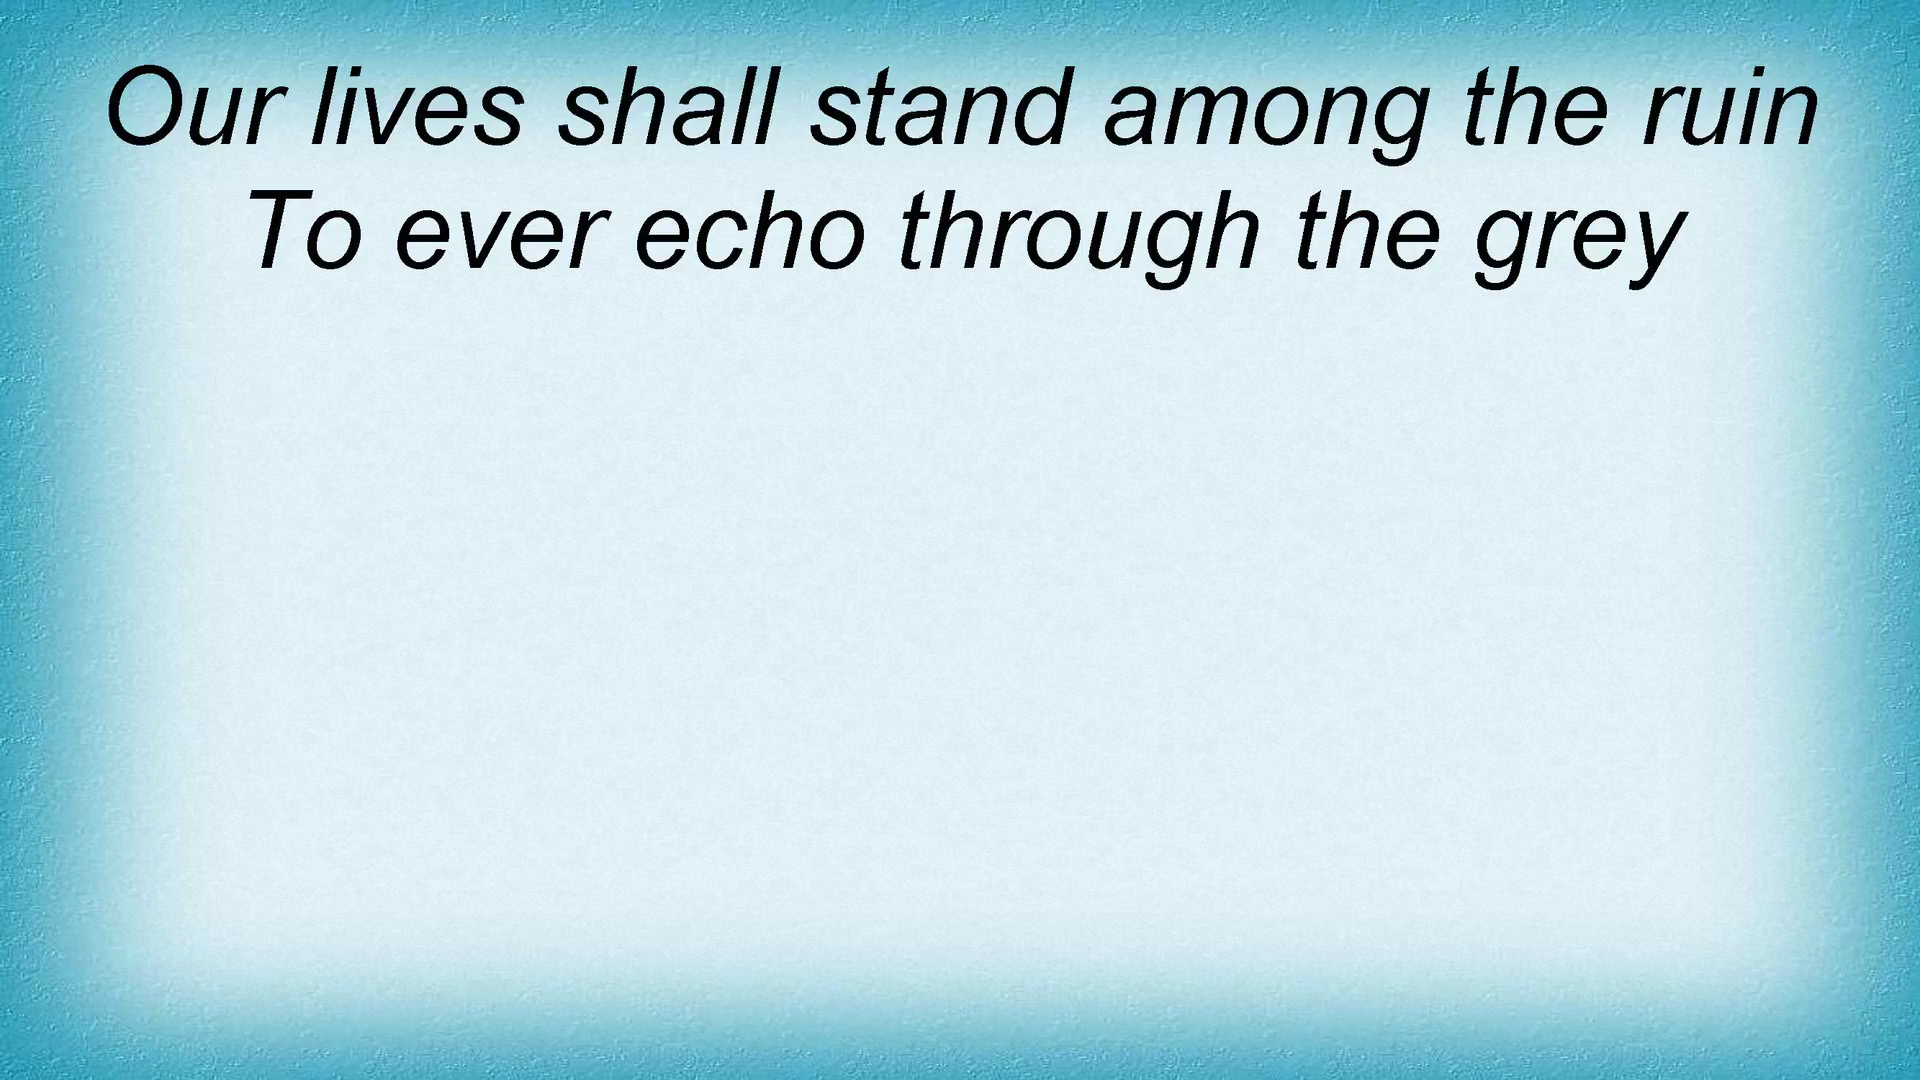 Our lives shall stand among the ruin
To ever echo through the grey